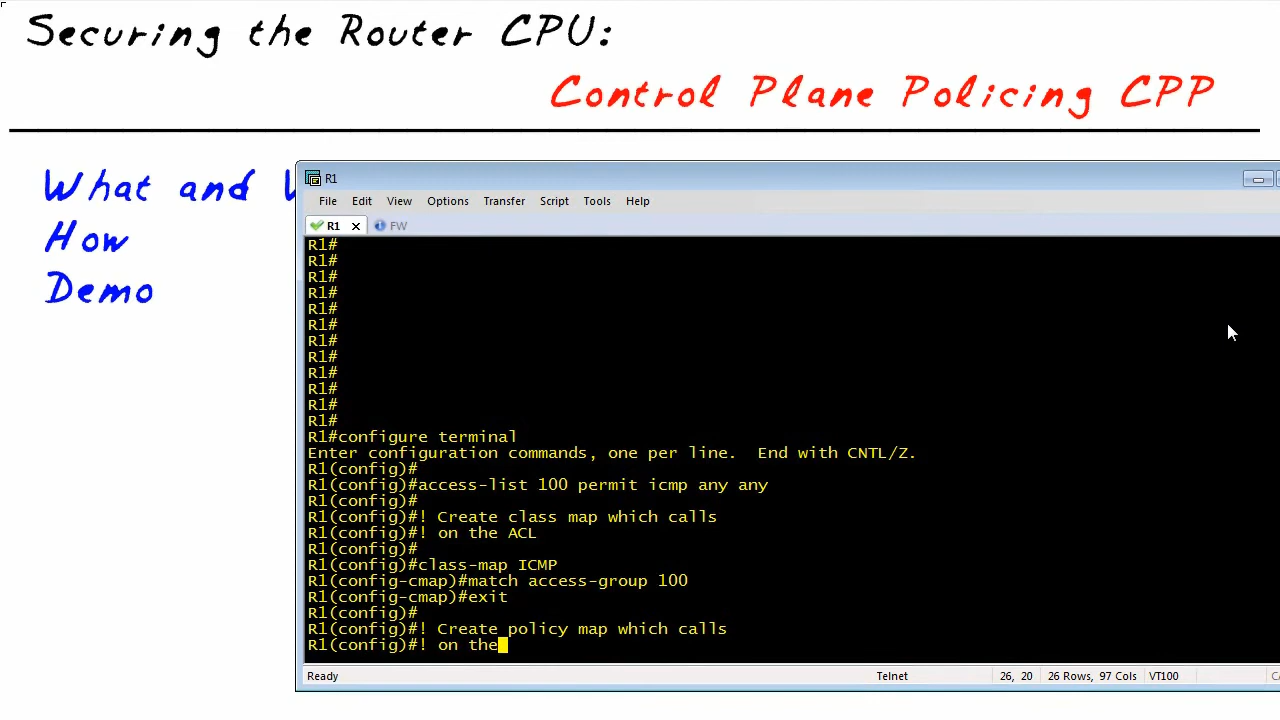 Securing the Router CPU:
Control Plane Policing CPP
What and
How
Demo
R1
File Edit View Options Transfer Script Tools Help
R1 FW
R1#
R1#
R1#
R1#
R1#
R1#
R1#
R1#
R1#
R1#
R1#
R1#
R1#configure terminal
Enter configuration commands, one per line.  End with CNTL/Z.
R1(config)#
R1(config)#access-list 100 permit icmp any any
R1(config)#
R1(config)#! Create class map which calls
R1(config)#! on the ACL
R1(config)#
R1(config)#class-map ICMP
R1(config-cmap)#match access-group 100
R1(config-cmap)#exit
R1(config)#
R1(config)#! Create policy map which calls
R1(config)#! on the
Ready Telnet 26, 20 26 Rows, 97 Cols VT100